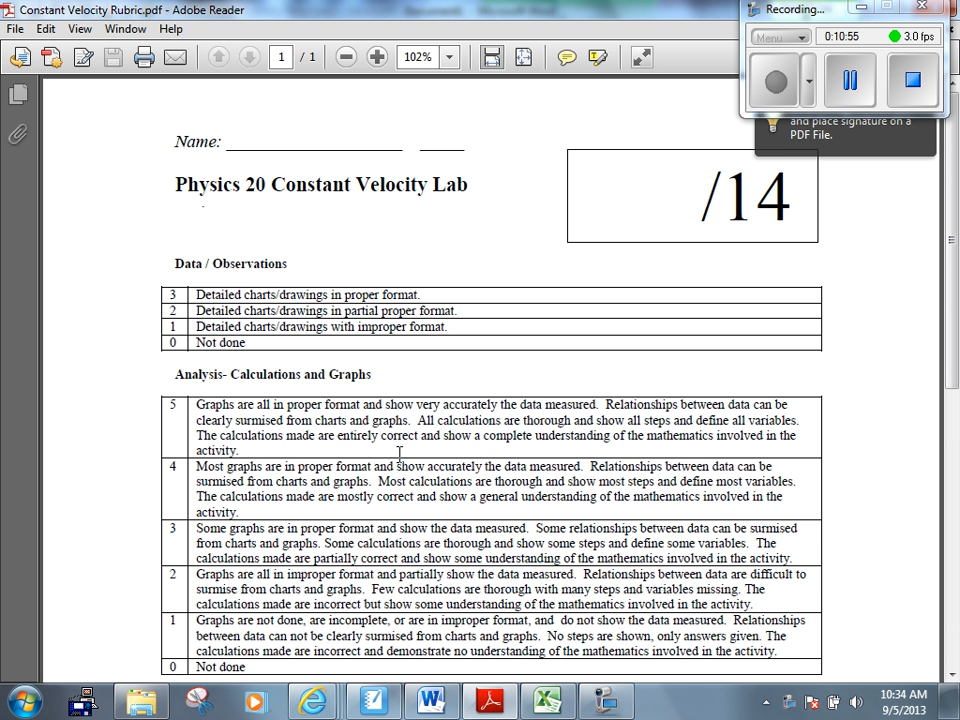 Constant Velocity Rubric.pdf - Adobe Reader
Recording...
File Edit View Window Help
Menu 0:10:55 3.0 fps
1 / 1 102%
and place signature on a
PDF File.
Name: ____________________ _____
Physics 20 Constant Velocity Lab
/14
Data / Observations
3 Detailed charts/drawings in proper format.
2 Detailed charts/drawings in partial proper format.
1 Detailed charts/drawings with improper format.
0 Not done
Analysis- Calculations and Graphs
5 Graphs are all in proper format and show very accurately the data measured. Relationships between data can be
clearly surmised from charts and graphs. All calculations are thorough and show all steps and define all variables.
The calculations made are entirely correct and show a complete understanding of the mathematics involved in the
activity.
4 Most graphs are in proper format and show accurately the data measured. Relationships between data can be
surmised from charts and graphs. Most calculations are thorough and show most steps and define most variables.
The calculations made are mostly correct and show a general understanding of the mathematics involved in the
activity.
3 Some graphs are in proper format and show the data measured. Some relationships between data can be surmised
from charts and graphs. Some calculations are thorough and show some steps and define some variables. The
calculations made are partially correct and show some understanding of the mathematics involved in the activity.
2 Graphs are all in improper format and partially show the data measured. Relationships between data are difficult to
surmise from charts and graphs. Few calculations are thorough with many steps and variables missing. The
calculations made are incorrect but show some understanding of the mathematics involved in the activity.
1 Graphs are not done, are incomplete, or are in improper format, and do not show the data measured. Relationships
between data can not be clearly surmised from charts and graphs. No steps are shown, only answers given. The
calculations made are incorrect and demonstrate no understanding of the mathematics involved in the activity.
0 Not done
10:34 AM
9/5/2013